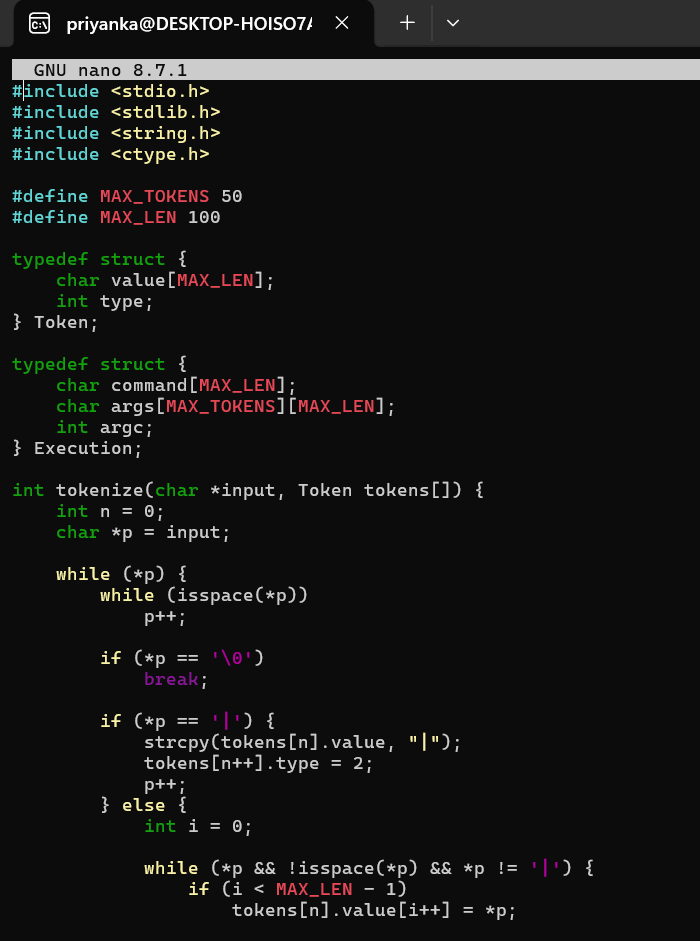 priyanka@DESKTOP-HOISO7
GNU nano 8.7.1
#include <stdio.h>
#include <stdlib.h>
#include <string.h>
#include <ctype.h>

#define MAX_TOKENS 50
#define MAX_LEN 100

typedef struct {
    char value[MAX_LEN];
    int type;
} Token;

typedef struct {
    char command[MAX_LEN];
    char args[MAX_TOKENS][MAX_LEN];
    int argc;
} Execution;

int tokenize(char *input, Token tokens[]) {
    int n = 0;
    char *p = input;

    while (*p) {
        while (isspace(*p))
            p++;

        if (*p == '\0')
            break;

        if (*p == '|') {
            strcpy(tokens[n].value, "|");
            tokens[n++].type = 2;
            p++;
        } else {
            int i = 0;

            while (*p && !isspace(*p) && *p != '|') {
                if (i < MAX_LEN - 1)
                    tokens[n].value[i++] = *p;